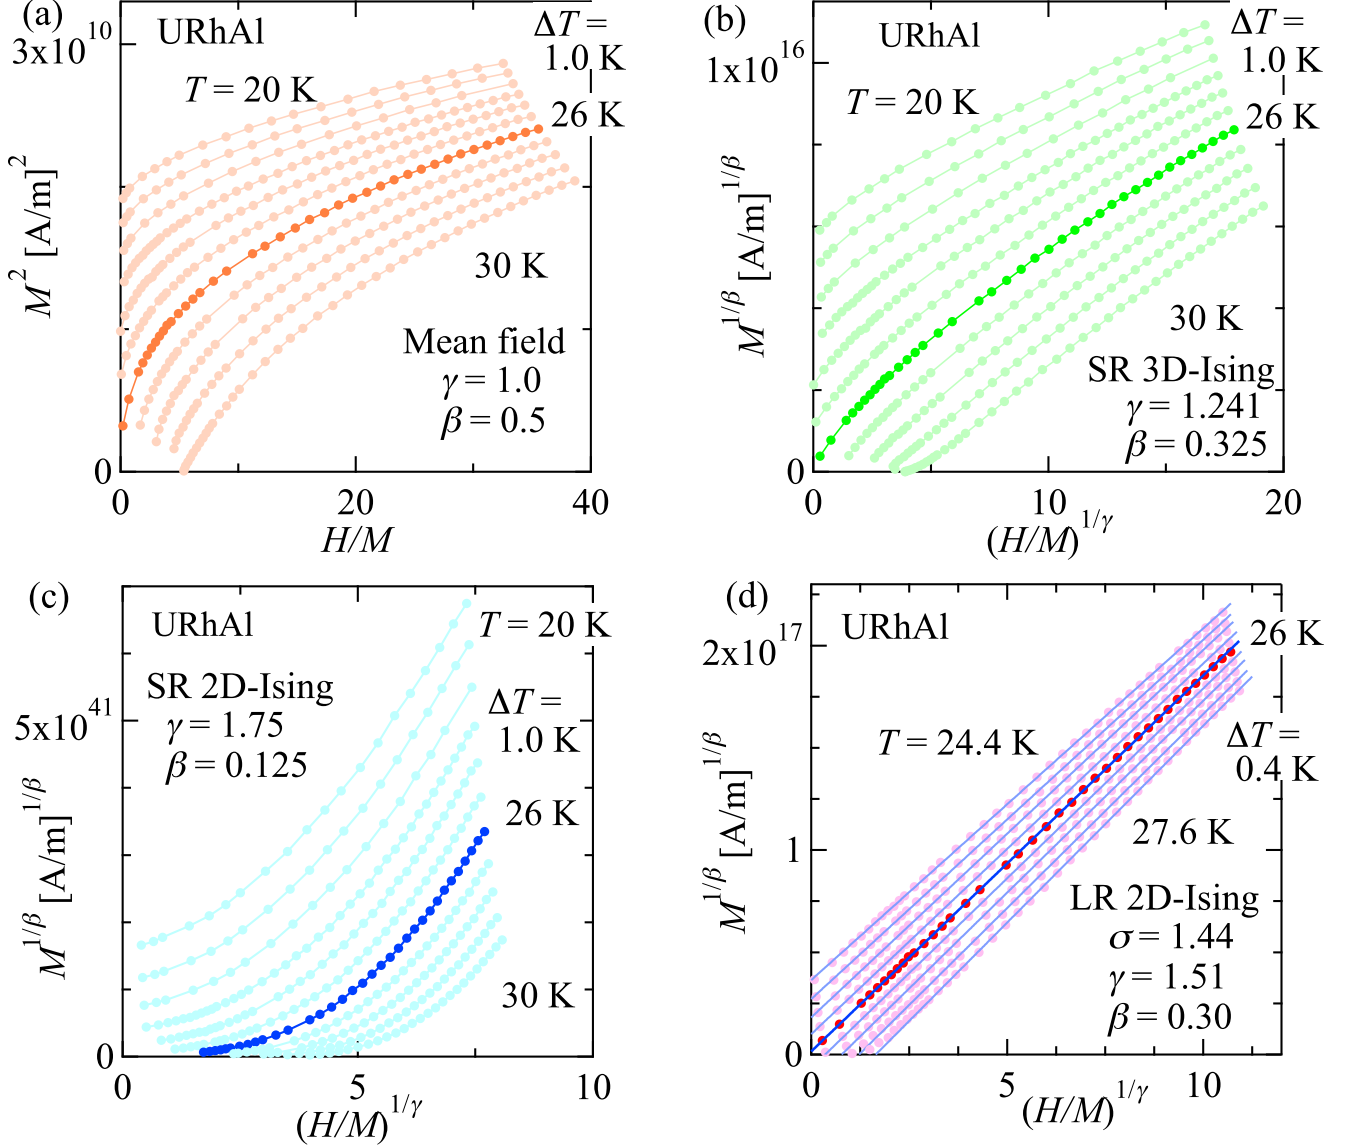 (a)
URhAl
ΔT =
1.0 K
T = 20 K
26 K
30 K
Mean field
γ = 1.0
β = 0.5
3x10^10
0
M^2 [A/m]^2
0 20 40
H/M
(b)
URhAl
ΔT =
1.0 K
T = 20 K
26 K
30 K
SR 3D-Ising
γ = 1.241
β = 0.325
1x10^16
0
M^1/β [A/m]^1/β
0 10 20
(H/M)^1/γ
(c)
URhAl
T = 20 K
SR 2D-Ising
γ = 1.75
β = 0.125
ΔT =
1.0 K
26 K
30 K
5x10^41
0
M^1/β [A/m]^1/β
0 5 10
(H/M)^1/γ
(d)
URhAl
26 K
T = 24.4 K
ΔT =
0.4 K
27.6 K
LR 2D-Ising
σ = 1.44
γ = 1.51
β = 0.30
2x10^17
1
0
M^1/β [A/m]^1/β
0 5 10
(H/M)^1/γ